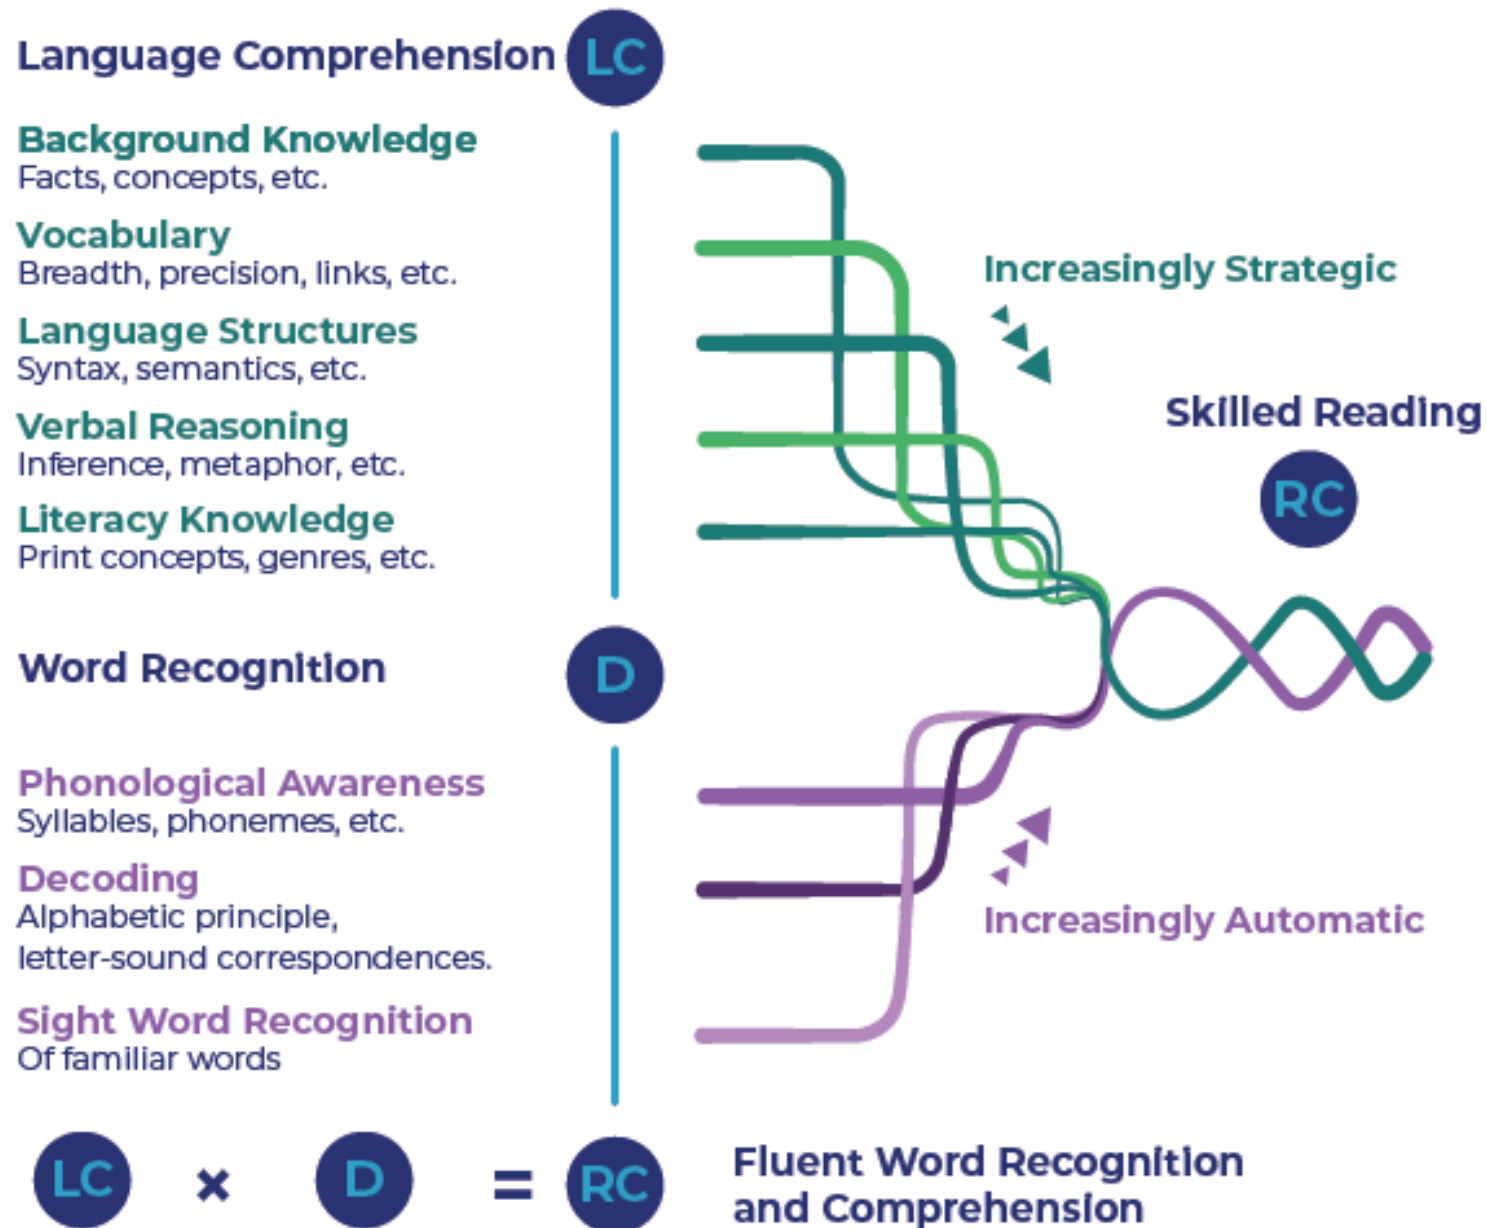 Language Comprehension LC
Background Knowledge
Facts, concepts, etc.
Vocabulary
Breadth, precision, links, etc.
Language Structures
Syntax, semantics, etc.
Verbal Reasoning
Inference, metaphor, etc.
Literacy Knowledge
Print concepts, genres, etc.
Increasingly Strategic
Skilled Reading
RC
Word Recognition D
Phonological Awareness
Syllables, phonemes, etc.
Decoding
Alphabetic principle,
letter-sound correspondences.
Sight Word Recognition
Of familiar words
Increasingly Automatic
LC × D = RC
Fluent Word Recognition
and Comprehension